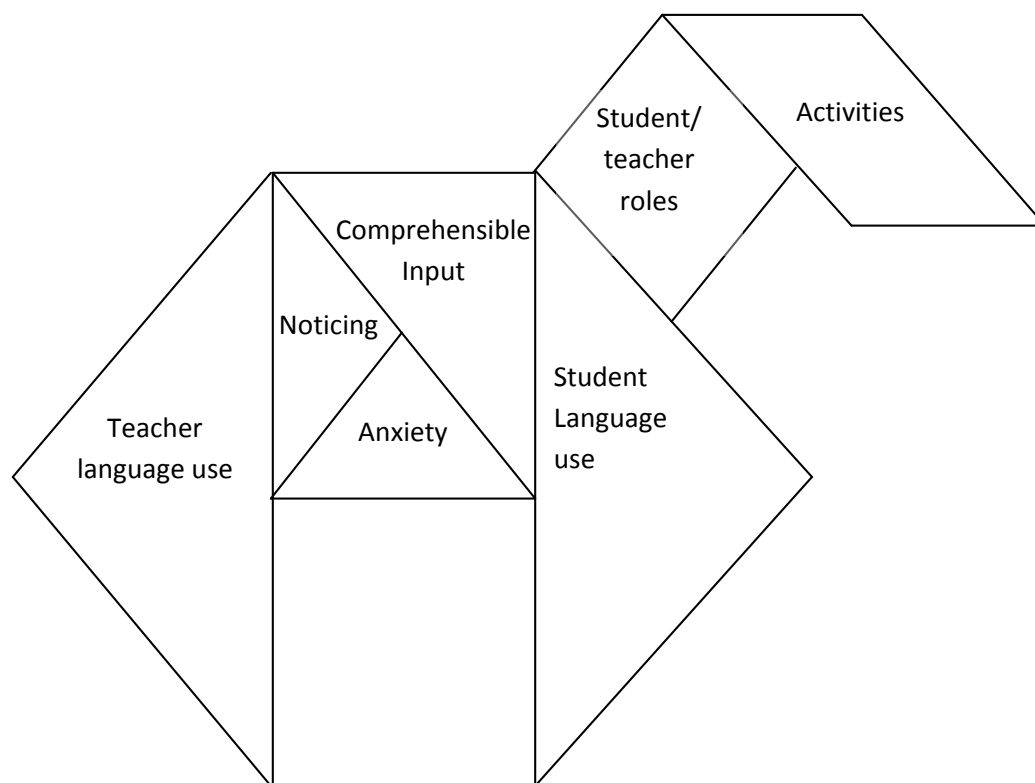 Student/
teacher
roles
Activities
Comprehensible
Input
Noticing
Anxiety
Teacher
language use
Student
Language
use